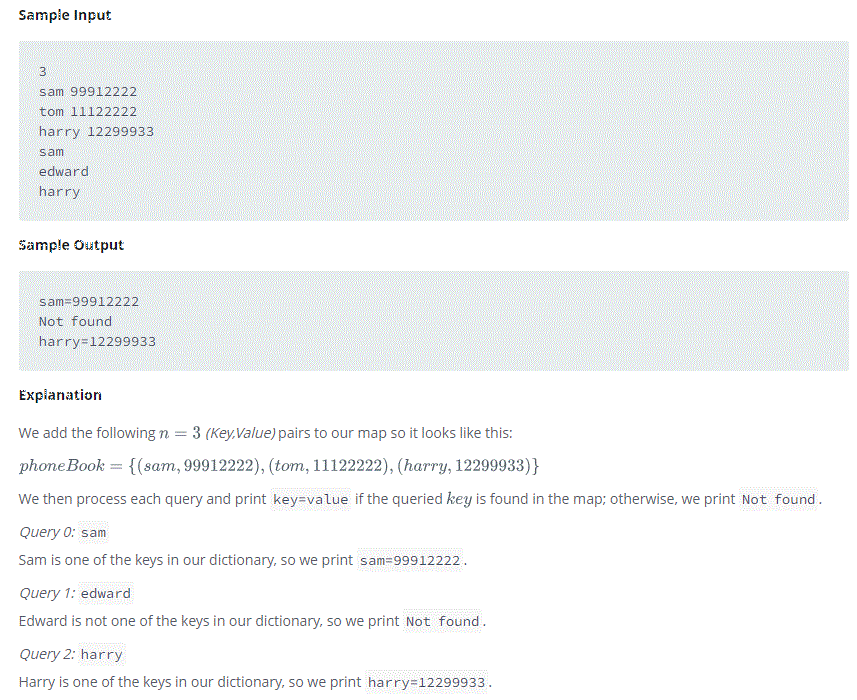 Sample Input
3
sam 99912222
tom 11122222
harry 12299933
sam
edward
harry
Sample Output
sam=99912222
Not found
harry=12299933
Explanation
We add the following n = 3 (Key,Value) pairs to our map so it looks like this:
phoneBook = {(sam, 99912222), (tom, 11122222), (harry, 12299933)}
We then process each query and print key=value if the queried key is found in the map; otherwise, we print Not found.
Query 0: sam
Sam is one of the keys in our dictionary, so we print sam=99912222.
Query 1: edward
Edward is not one of the keys in our dictionary, so we print Not found.
Query 2: harry
Harry is one of the keys in our dictionary, so we print harry=12299933.